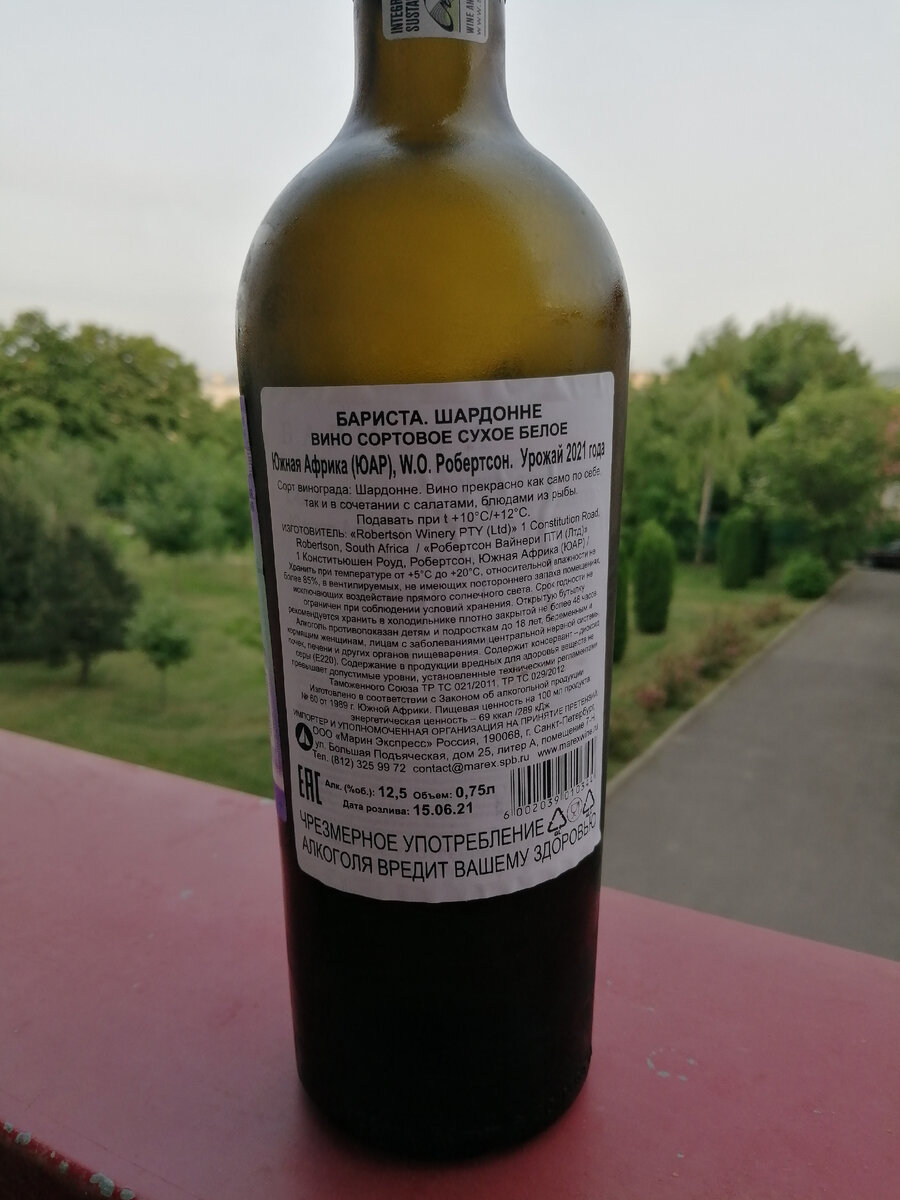 INTEGR
SUSTA
WINE AN
www.s
БАРИСТА. ШАРДОННЕ
ВИНО СОРТОВОЕ СУХОЕ БЕЛОЕ
Южная Африка (ЮАР), W.O. Робертсон. Урожай 2021 года
Сорт винограда: Шардонне. Вино прекрасно как само по себе,
так и в сочетании с салатами, блюдами из рыбы.
Подавать при t +10°C/+12°C.
ИЗГОТОВИТЕЛЬ: «Robertson Winery PTY (Ltd)» 1 Constitution Road,
Robertson, South Africa / «Робертсон Вайнери ПТИ (Лтд)»
1 Конститьюшен Роуд, Робертсон, Южная Африка (ЮАР) /
Хранить при температуре от +5°C до +20°C, относительной влажности не
более 85%, в вентилируемых, не имеющих постороннего запаха помещениях,
исключающих воздействие прямого солнечного света. Срок годности не
ограничен при соблюдении условий хранения. Открытую бутылку
рекомендуется хранить в холодильнике плотно закрытой не более 48 часов.
Алкоголь противопоказан детям и подросткам до 18 лет, беременным и
кормящим женщинам, лицам с заболеваниями центральной нервной системы,
почек, печени и других органов пищеварения. Содержит консервант – диоксид
серы (Е220). Содержание в продукции вредных для здоровья веществ не
превышает допустимые уровни, установленные техническими регламентами
Таможенного Союза ТР ТС 021/2011, ТР ТС 029/2012
Изготовлено в соответствии с Законом об алкогольной продукции
№ 60 от 1989 г. Южной Африки. Пищевая ценность на 100 мл продукта
энергетическая ценность – 69 ккал /289 кДж
ИМПОРТЕР И УПОЛНОМОЧЕННАЯ ОРГАНИЗАЦИЯ НА ПРИНЯТИЕ ПРЕТЕНЗИЙ:
ООО «Марин Экспресс» Россия, 190068, г. Санкт-Петербург,
ул. Большая Подъяческая, дом 25, литер А, помещение
Тел. (812) 325 99 72 contact@marex.spb.ru www.marexwine.ru
EAC
Алк. (%об.): 12,5 Объем: 0,75л
Дата розлива: 15.06.21
ЧРЕЗМЕРНОЕ УПОТРЕБЛЕНИЕ
АЛКОГОЛЯ ВРЕДИТ ВАШЕМУ ЗДОРОВЬЮ